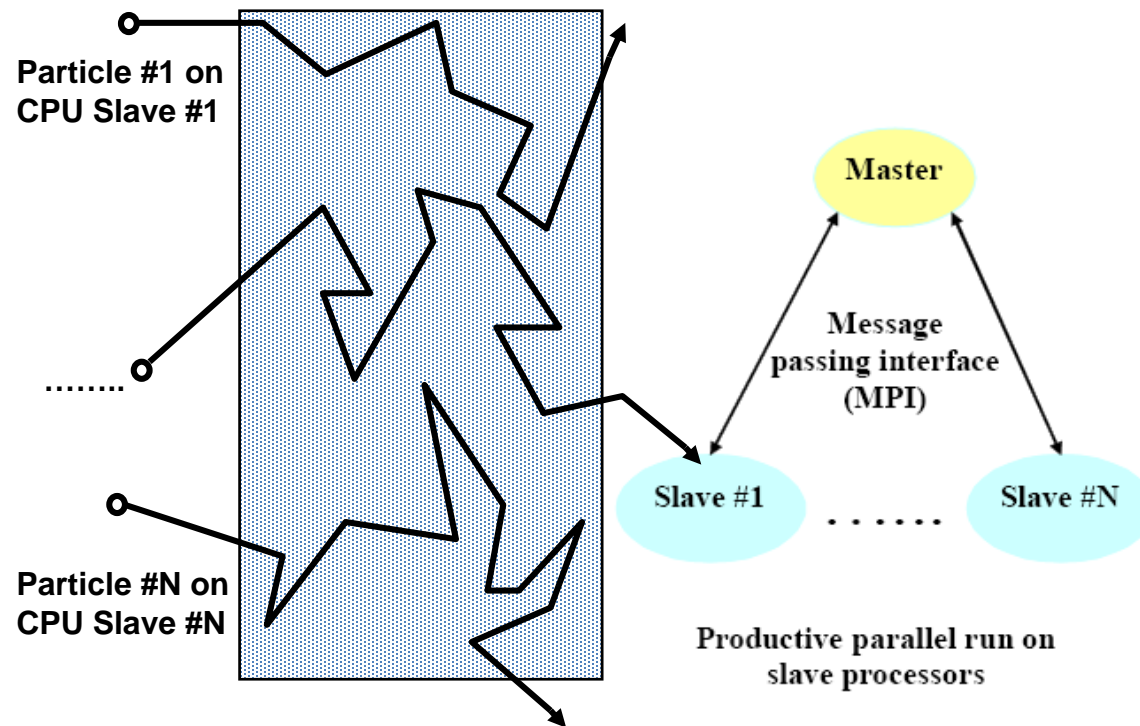 Particle #1 on
CPU Slave #1
........
Particle #N on
CPU Slave #N
Master
Message
passing interface
(MPI)
Slave #1
......
Slave #N
Productive parallel run on
slave processors